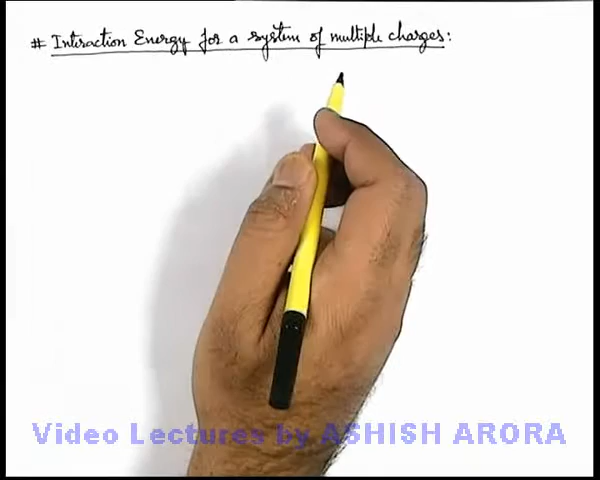 # Interaction Energy for a system of multiple charges:
Video Lectures by ASHISH ARORA